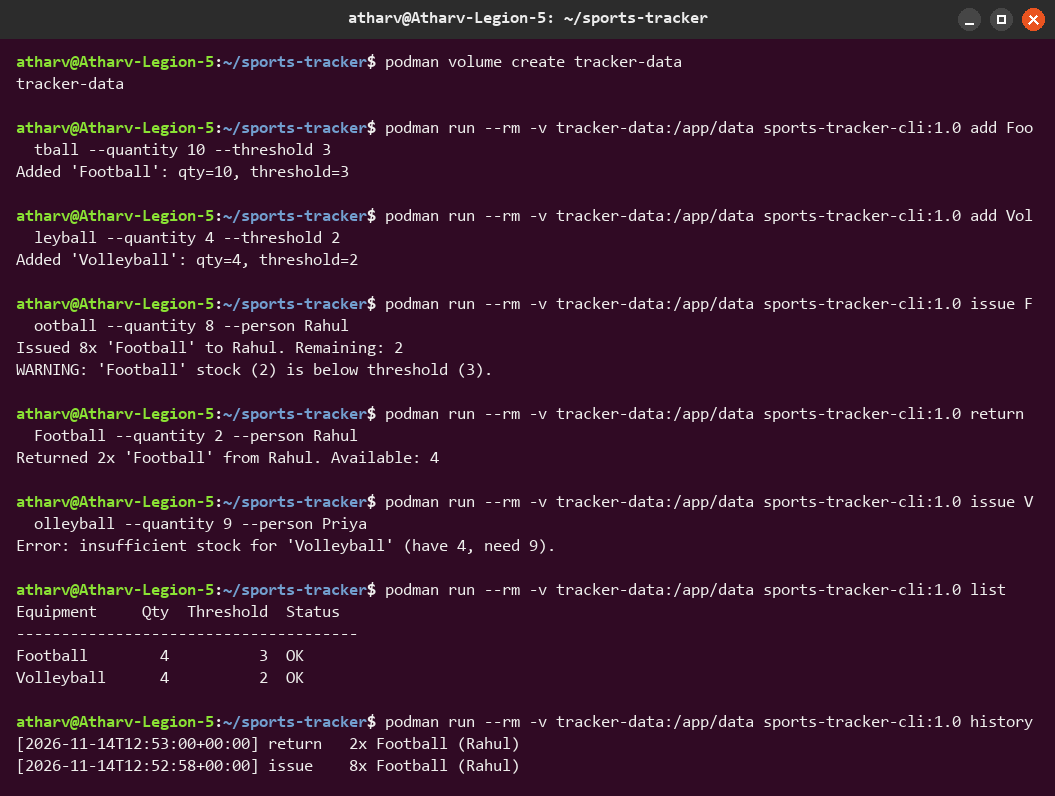 atharv@Atharv-Legion-5: ~/sports-tracker
atharv@Atharv-Legion-5:~/sports-tracker$ podman volume create tracker-data
tracker-data
atharv@Atharv-Legion-5:~/sports-tracker$ podman run --rm -v tracker-data:/app/data sports-tracker-cli:1.0 add Foo
tball --quantity 10 --threshold 3
Added 'Football': qty=10, threshold=3
atharv@Atharv-Legion-5:~/sports-tracker$ podman run --rm -v tracker-data:/app/data sports-tracker-cli:1.0 add Vol
leyball --quantity 4 --threshold 2
Added 'Volleyball': qty=4, threshold=2
atharv@Atharv-Legion-5:~/sports-tracker$ podman run --rm -v tracker-data:/app/data sports-tracker-cli:1.0 issue F
ootball --quantity 8 --person Rahul
Issued 8x 'Football' to Rahul. Remaining: 2
WARNING: 'Football' stock (2) is below threshold (3).
atharv@Atharv-Legion-5:~/sports-tracker$ podman run --rm -v tracker-data:/app/data sports-tracker-cli:1.0 return
Football --quantity 2 --person Rahul
Returned 2x 'Football' from Rahul. Available: 4
atharv@Atharv-Legion-5:~/sports-tracker$ podman run --rm -v tracker-data:/app/data sports-tracker-cli:1.0 issue V
olleyball --quantity 9 --person Priya
Error: insufficient stock for 'Volleyball' (have 4, need 9).
atharv@Atharv-Legion-5:~/sports-tracker$ podman run --rm -v tracker-data:/app/data sports-tracker-cli:1.0 list
Equipment     Qty  Threshold  Status
--------------------------------------
Football        4          3  OK
Volleyball      4          2  OK
atharv@Atharv-Legion-5:~/sports-tracker$ podman run --rm -v tracker-data:/app/data sports-tracker-cli:1.0 history
[2026-11-14T12:53:00+00:00] return   2x Football (Rahul)
[2026-11-14T12:52:58+00:00] issue    8x Football (Rahul)